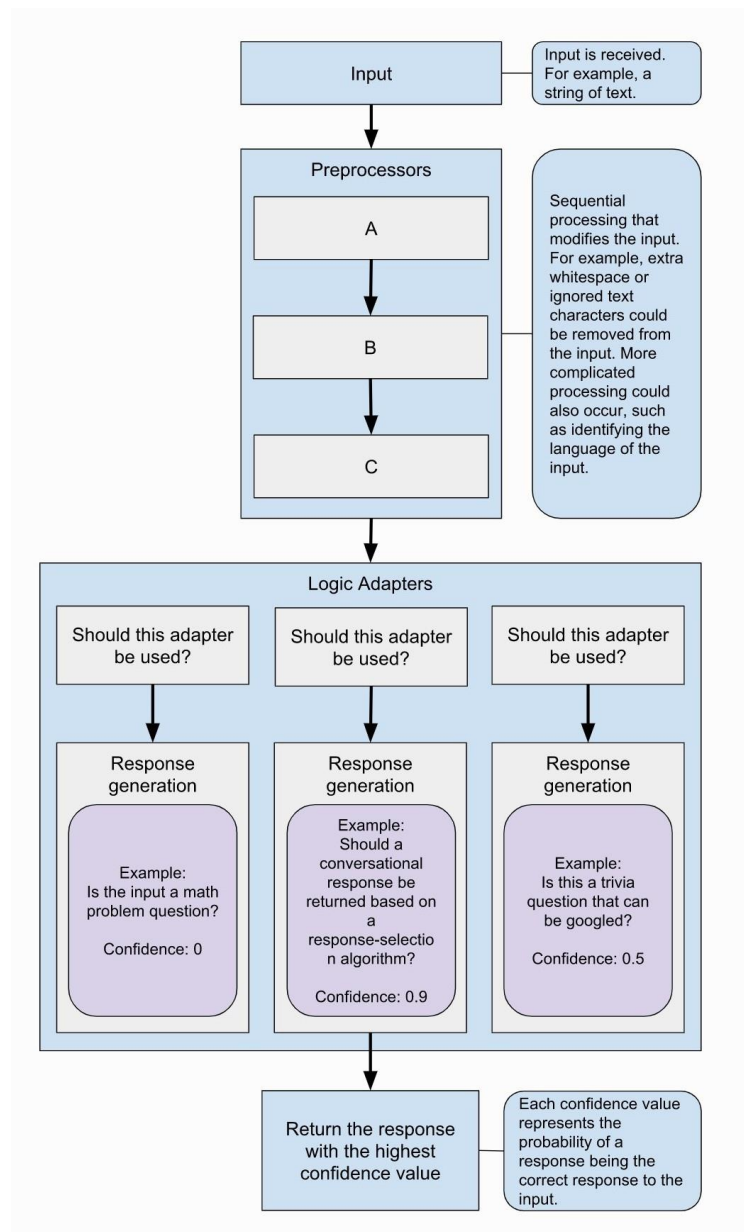 Input
Input is received.
For example, a
string of text.
Preprocessors
A
B
C
Sequential
processing that
modifies the input.
For example, extra
whitespace or
ignored text
characters could
be removed from
the input. More
complicated
processing could
also occur, such
as identifying the
language of the
input.
Logic Adapters
Should this adapter
be used?
Should this adapter
be used?
Should this adapter
be used?
Response
generation
Example:
Is the input a math
problem question?
Confidence: 0
Response
generation
Example:
Should a
conversational
response be
returned based on
a
response-selectio
n algorithm?
Confidence: 0.9
Response
generation
Example:
Is this a trivia
question that can
be googled?
Confidence: 0.5
Return the response
with the highest
confidence value
Each confidence value
represents the
probability of a
response being the
correct response to the
input.